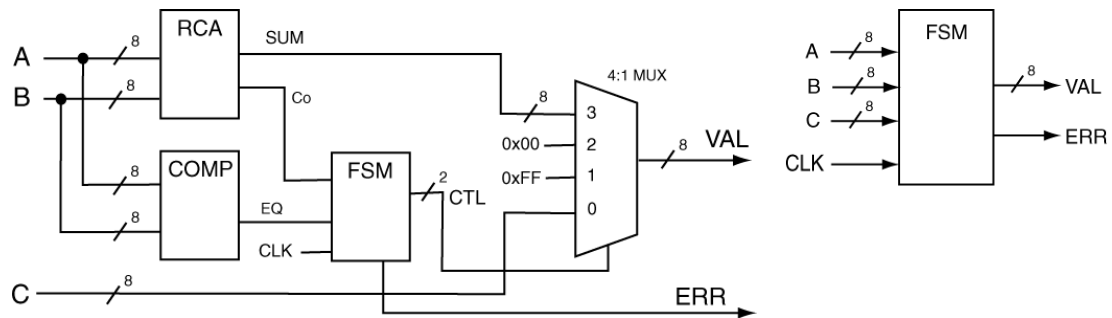 RCA
8
A
SUM
8
B
Co
4:1 MUX
8
3
0x00
2
0xFF
1
0
8
VAL
COMP
8
8
EQ
FSM
CLK
2
CTL
C
8
ERR
FSM
A
8
B
8
C
8
CLK
8
VAL
ERR